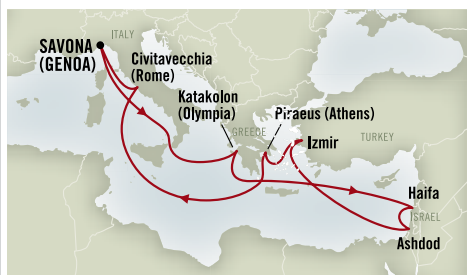 ITALY
SAVONA
(GENOA)
Civitavecchia
(Rome)
Katakolon
(Olympia)
Piraeus (Athens)
GREECE
Izmir
TURKEY
Haifa
ISRAEL
Ashdod